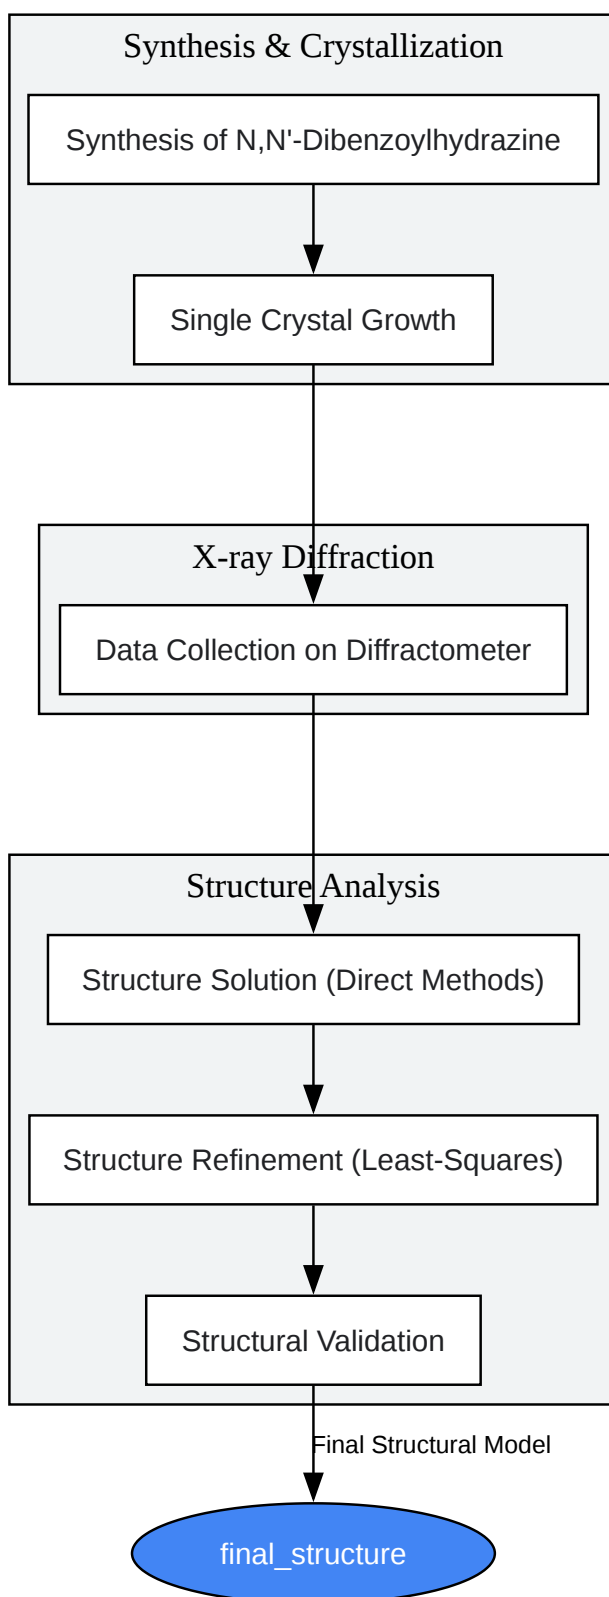 Synthesis & Crystallization
Synthesis of N,N'-Dibenzoylhydrazine
Single Crystal Growth
X-ray Diffraction
Data Collection on Diffractometer
Structure Analysis
Structure Solution (Direct Methods)
Structure Refinement (Least-Squares)
Structural Validation
Final Structural Model
final_structure